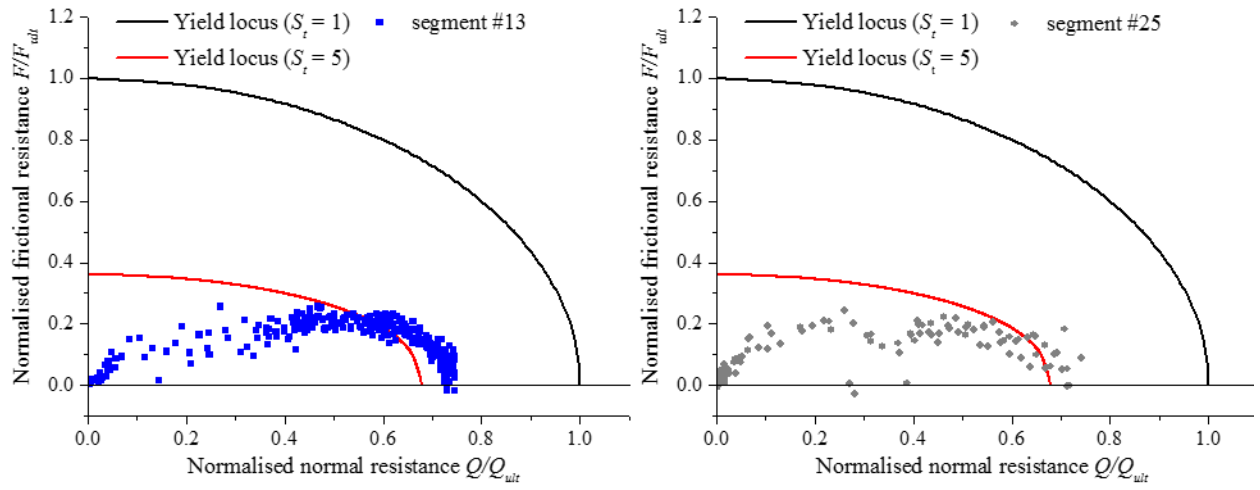 Yield locus (St = 1) segment #13
Yield locus (St = 5)
Normalised frictional resistance F/Fult
1.2
1.0
0.8
0.6
0.4
0.2
0.0
0.0 0.2 0.4 0.6 0.8 1.0
Normalised normal resistance Q/Qult
Yield locus (St = 1) segment #25
Yield locus (St = 5)
Normalised frictional resistance F/Fult
1.2
1.0
0.8
0.6
0.4
0.2
0.0
0.0 0.2 0.4 0.6 0.8 1.0
Normalised normal resistance Q/Qult